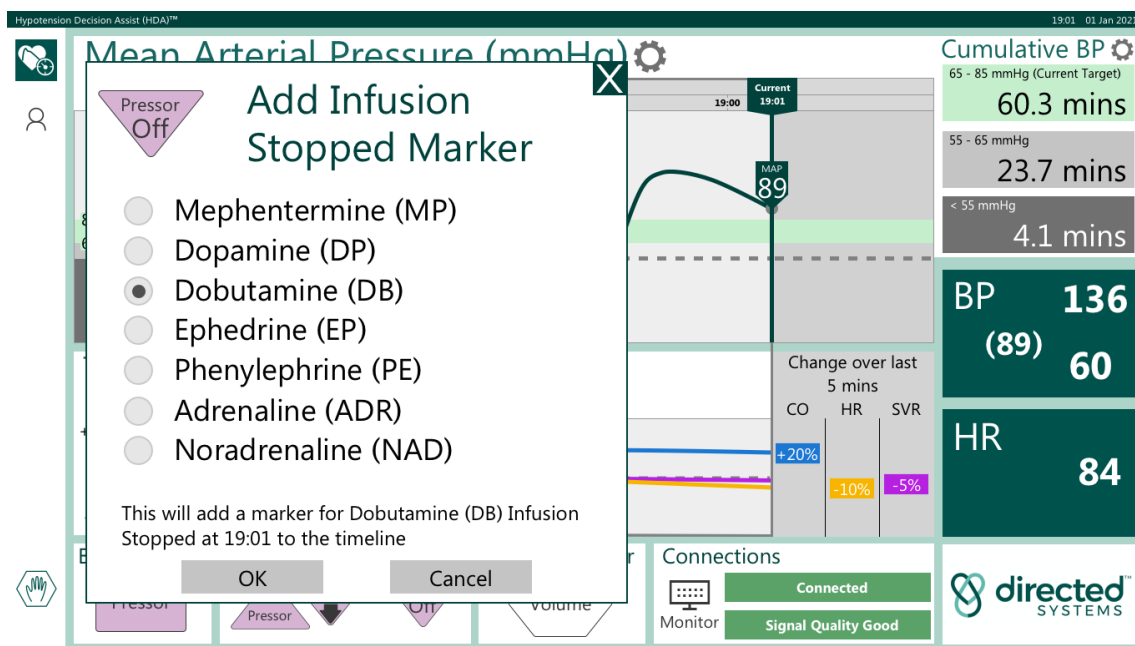 Hypotension Decision Assist (HDA)™
19:01 01 Jan 2021
Mean Arterial Pressure (mmHg)
Cumulative BP
65 - 85 mmHg (Current Target)
60.3 mins
55 - 65 mmHg
23.7 mins
< 55 mmHg
4.1 mins
X
Pressor
Off
Add Infusion
Stopped Marker
Mephentermine (MP)
Dopamine (DP)
Dobutamine (DB)
Ephedrine (EP)
Phenylephrine (PE)
Adrenaline (ADR)
Noradrenaline (NAD)
This will add a marker for Dobutamine (DB) Infusion
Stopped at 19:01 to the timeline
OK
Cancel
19:00
Current
19:01
MAP
89
BP
136
(89)
60
Change over last
5 mins
CO HR SVR
+20%
-10%
-5%
HR
84
Pressor
Pressor
Off
Volume
Connections
Monitor
Connected
Signal Quality Good
directed™
SYSTEMS